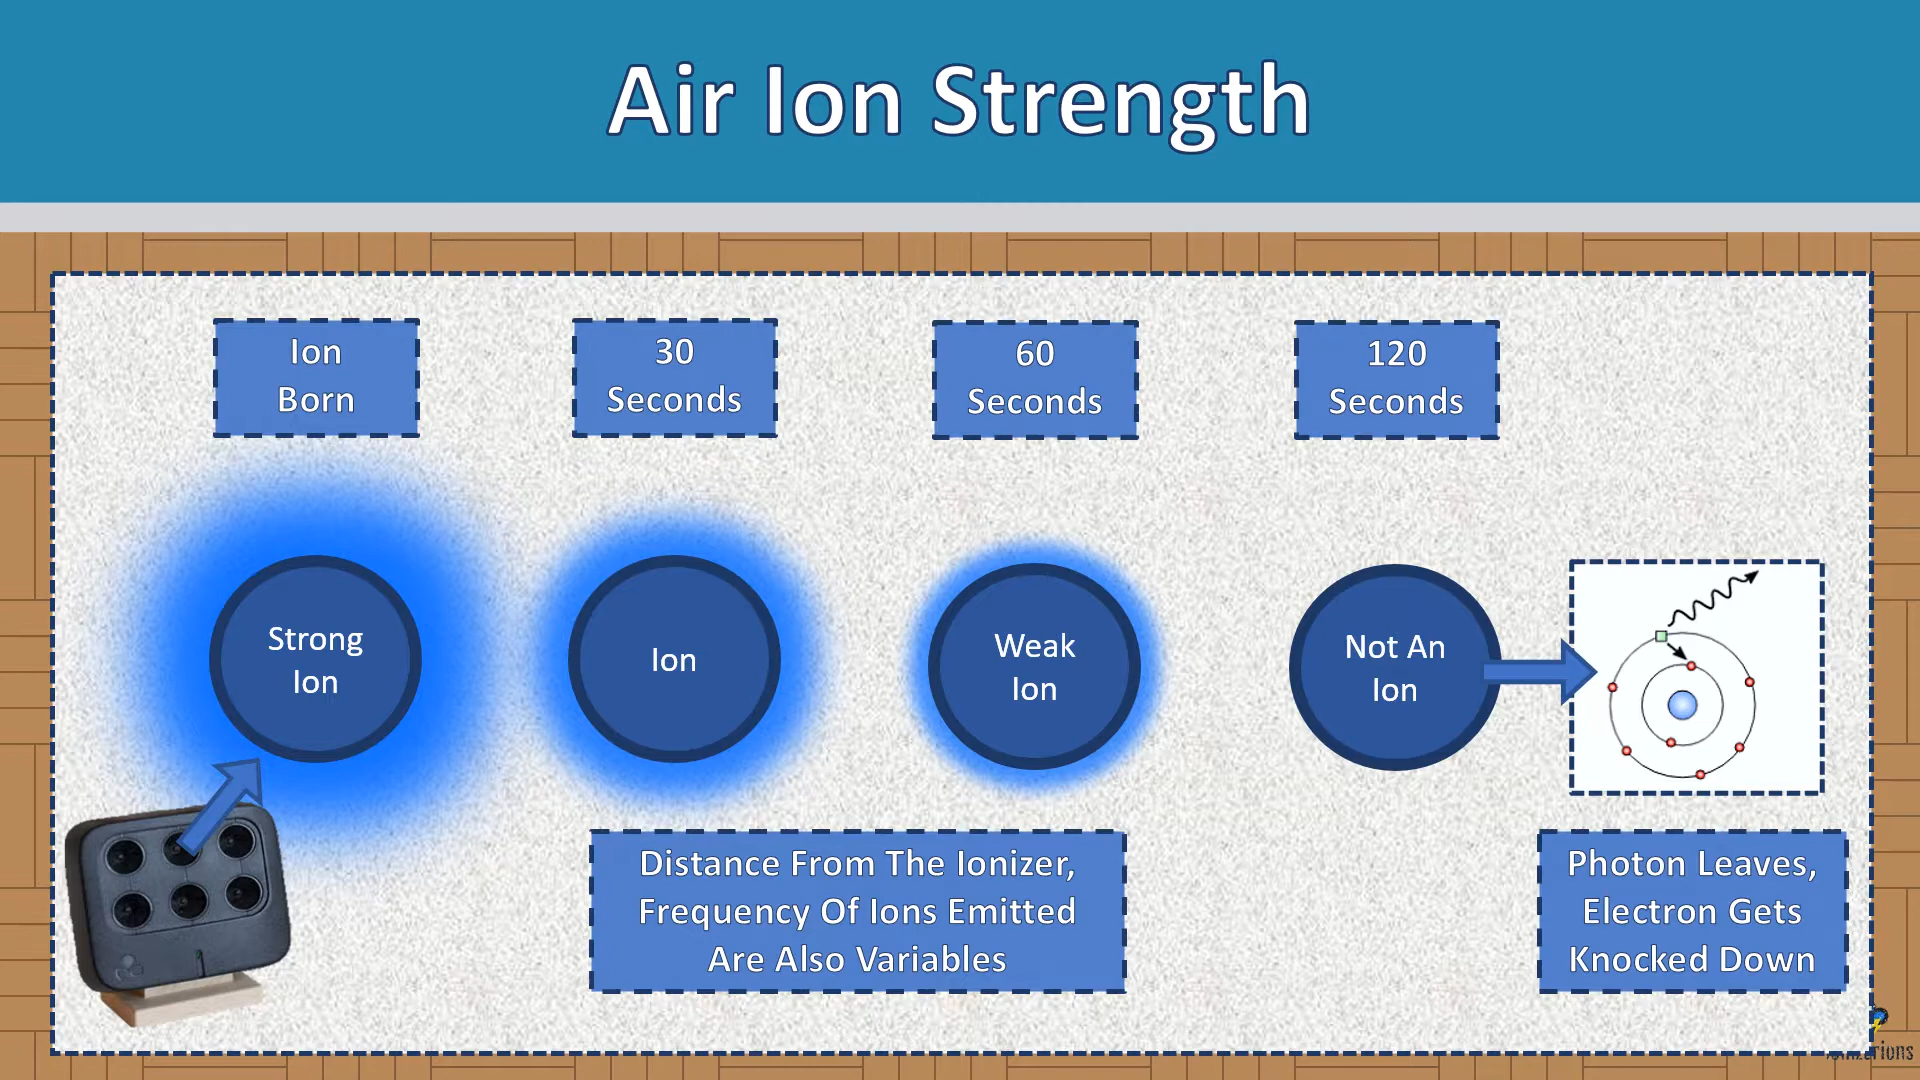 Air Ion Strength
Ion
Born
30
Seconds
60
Seconds
120
Seconds
Strong
Ion
Ion
Weak
Ion
Not An
Ion
Distance From The Ionizer,
Frequency Of Ions Emitted
Are Also Variables
Photon Leaves,
Electron Gets
Knocked Down